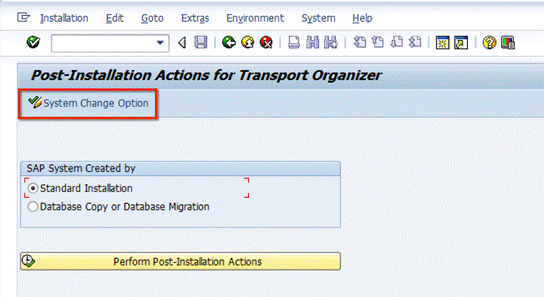 Installation Edit Goto Extras Environment System Help
Post-Installation Actions for Transport Organizer
System Change Option
SAP System Created by
Standard Installation
Database Copy or Database Migration
Perform Post-Installation Actions